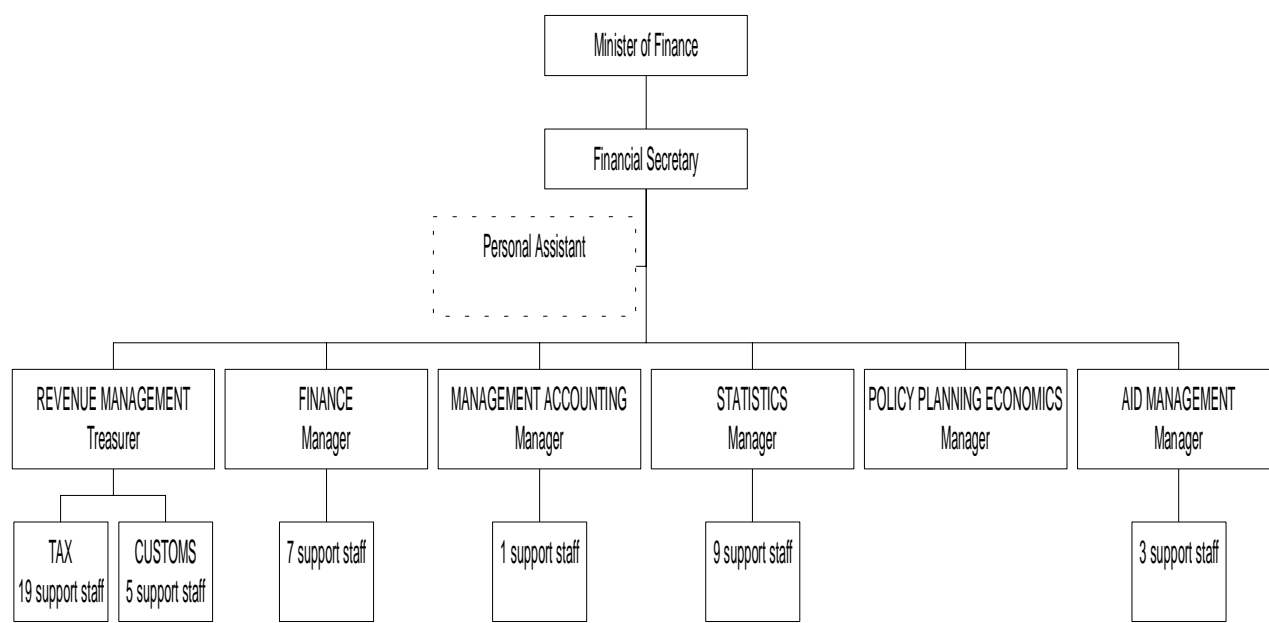 Minister of Finance
Financial Secretary
Personal Assistant
REVENUE MANAGEMENT
Treasurer
FINANCE
Manager
MANAGEMENT ACCOUNTING
Manager
STATISTICS
Manager
POLICY PLANNING ECONOMICS
Manager
AID MANAGEMENT
Manager
TAX
19 support staff
CUSTOMS
5 support staff
7 support staff
1 support staff
9 support staff
3 support staff